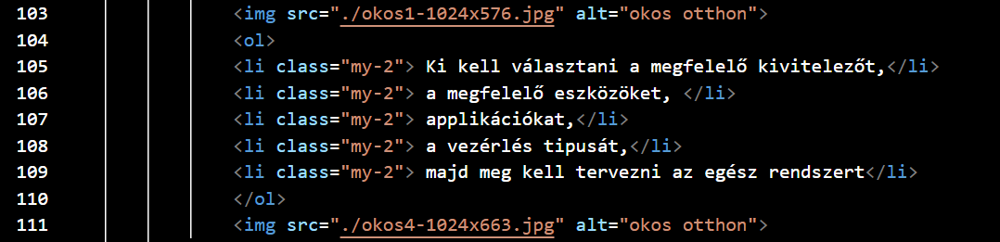 103 <img src="./okos1-1024x576.jpg" alt="okos otthon">
104 <ol>
105 <li class="my-2"> Ki kell választani a megfelelő kivitelezőt,</li>
106 <li class="my-2"> a megfelelő eszközöket, </li>
107 <li class="my-2"> applikációkat,</li>
108 <li class="my-2"> a vezérlés tipusát,</li>
109 <li class="my-2"> majd meg kell tervezni az egész rendszert</li>
110 </ol>
111 <img src="./okos4-1024x663.jpg" alt="okos otthon">